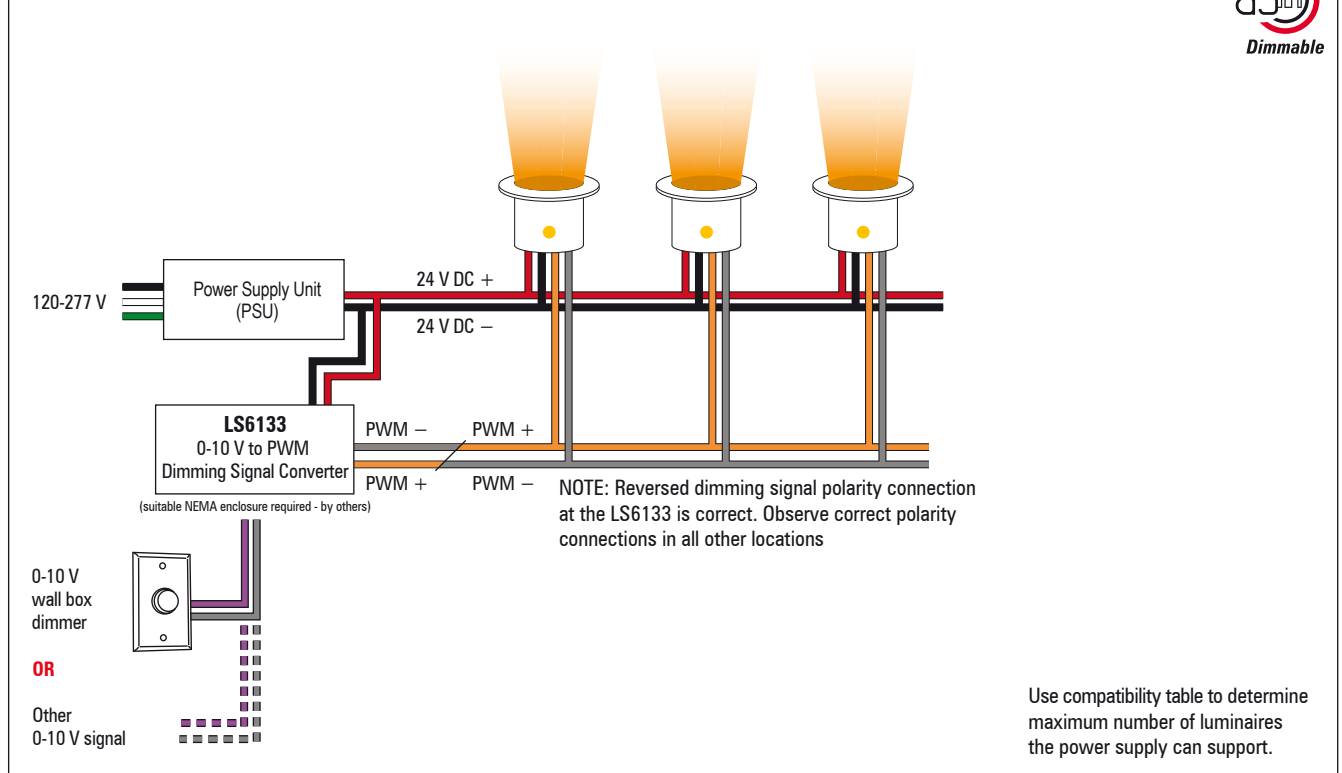 Dimmable
120-277 V
Power Supply Unit
(PSU)
24 V DC +
24 V DC −
LS6133
0-10 V to PWM
Dimming Signal Converter
(suitable NEMA enclosure required - by others)
PWM − PWM +
PWM + PWM −
NOTE: Reversed dimming signal polarity connection
at the LS6133 is correct. Observe correct polarity
connections in all other locations
0-10 V
wall box
dimmer
OR
Other
0-10 V signal
Use compatibility table to determine
maximum number of luminaires
the power supply can support.